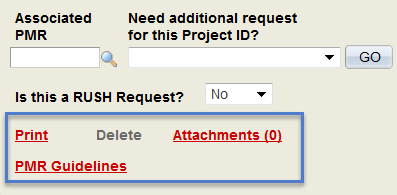 Associated PMR
Need additional request for this Project ID?
GO
Is this a RUSH Request? No
Print Delete Attachments (0)
PMR Guidelines